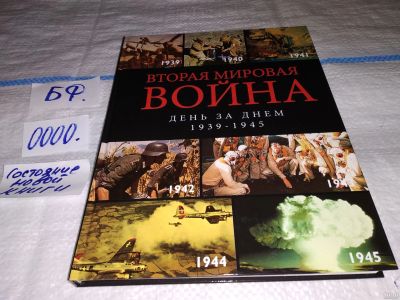 1939
1940
1941
ВТОРАЯ МИРОВАЯ
ВОЙНА
ДЕНЬ ЗА ДНЕМ
1939-1945
1942
1944
1945
БФ.
0000.
Состояние
новой
книги